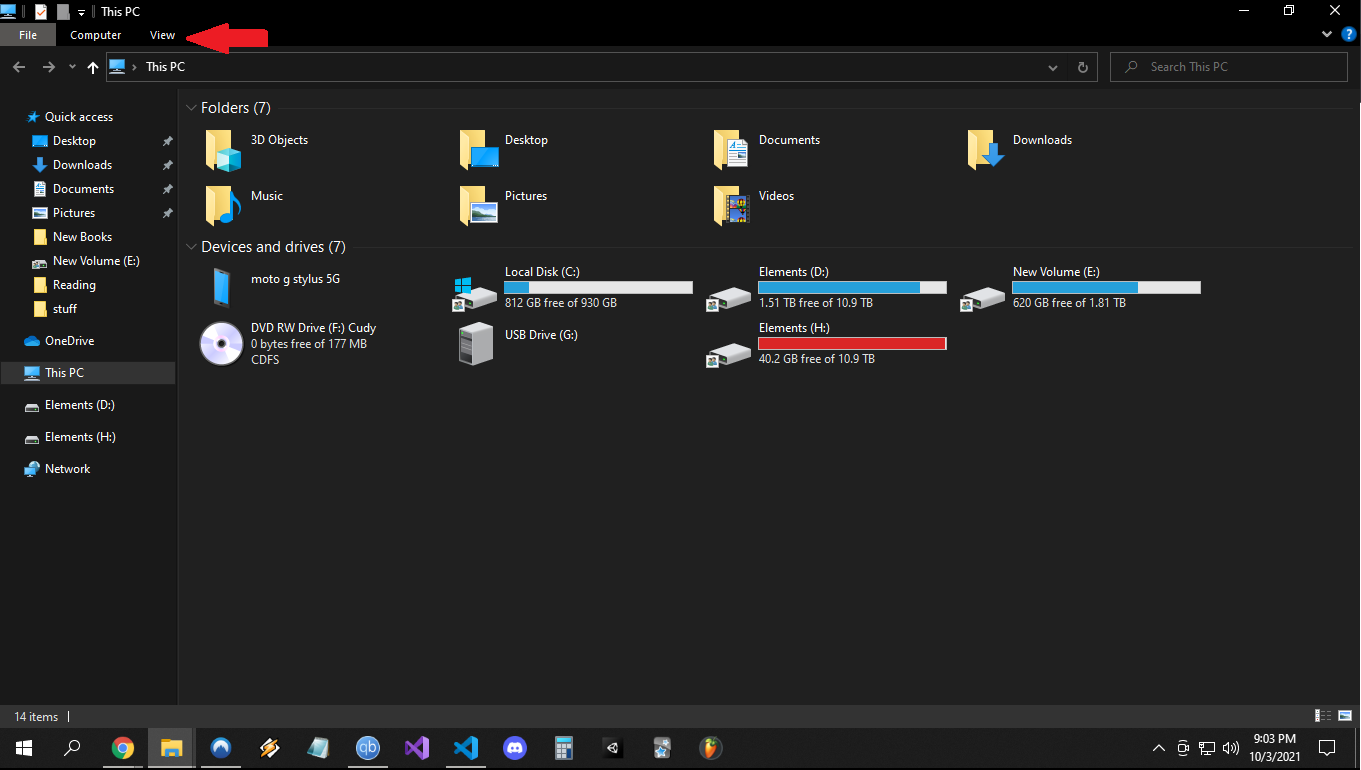 This PC
File Computer View
This PC Search This PC
Quick access
Desktop
Downloads
Documents
Pictures
New Books
New Volume (E:)
Reading
stuff
OneDrive
This PC
Elements (D:)
Elements (H:)
Network
Folders (7)
3D Objects Desktop Documents Downloads
Music Pictures Videos
Devices and drives (7)
moto g stylus 5G
Local Disk (C:)
812 GB free of 930 GB
Elements (D:)
1.51 TB free of 10.9 TB
New Volume (E:)
620 GB free of 1.81 TB
DVD RW Drive (F:) Cudy
0 bytes free of 177 MB
CDFS
USB Drive (G:)
Elements (H:)
40.2 GB free of 10.9 TB
14 items
qb
9:03 PM
10/3/2021